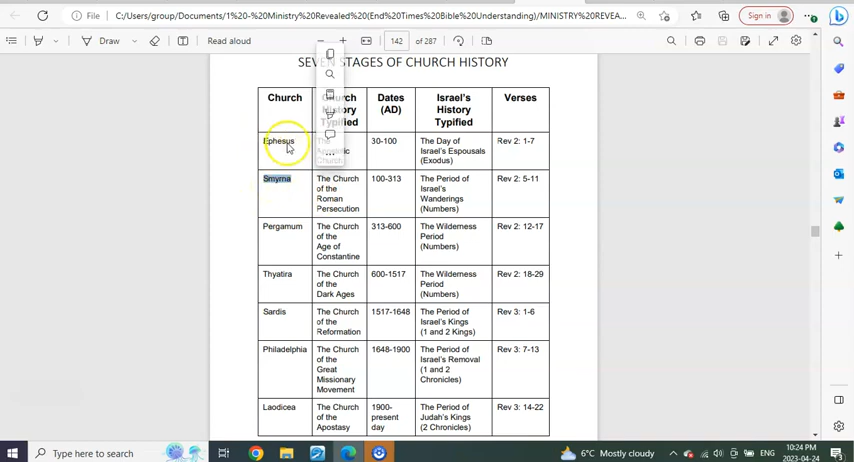 File
C:/Users/group/Documents/1%20-%20Ministry%20Revealed%20(End%20Times%20Bible%20Understanding)/MINISTRY%20REVEA...
Sign in
Draw
Read aloud
142 of 287
SEVEN STAGES OF CHURCH HISTORY
Church
Church
History
Typified
Dates
(AD)
Israel's
History
Typified
Verses
Ephesus
The
Apostolic
Church
30-100
The Day of
Israel's Espousals
(Exodus)
Rev 2: 1-7
Smyrna
The Church
of the
Roman
Persecution
100-313
The Period of
Israel's
Wanderings
(Numbers)
Rev 2: 5-11
Pergamum
The Church
of the
Age of
Constantine
313-600
The Wilderness
Period
(Numbers)
Rev 2: 12-17
Thyatira
The Church
of the
Dark Ages
600-1517
The Wilderness
Period
(Numbers)
Rev 2: 18-29
Sardis
The Church
of the
Reformation
1517-1648
The Period of
Israel's Kings
(1 and 2 Kings)
Rev 3: 1-6
Philadelphia
The Church
of the
Great
Missionary
Movement
1648-1900
The Period of
Israel's Removal
(1 and 2
Chronicles)
Rev 3: 7-13
Laodicea
The Church
of the
Apostasy
1900-
present
day
The Period of
Judah's Kings
(2 Chronicles)
Rev 3: 14-22
Type here to search
6°C Mostly cloudy
ENG
10:24 PM
2023-04-24